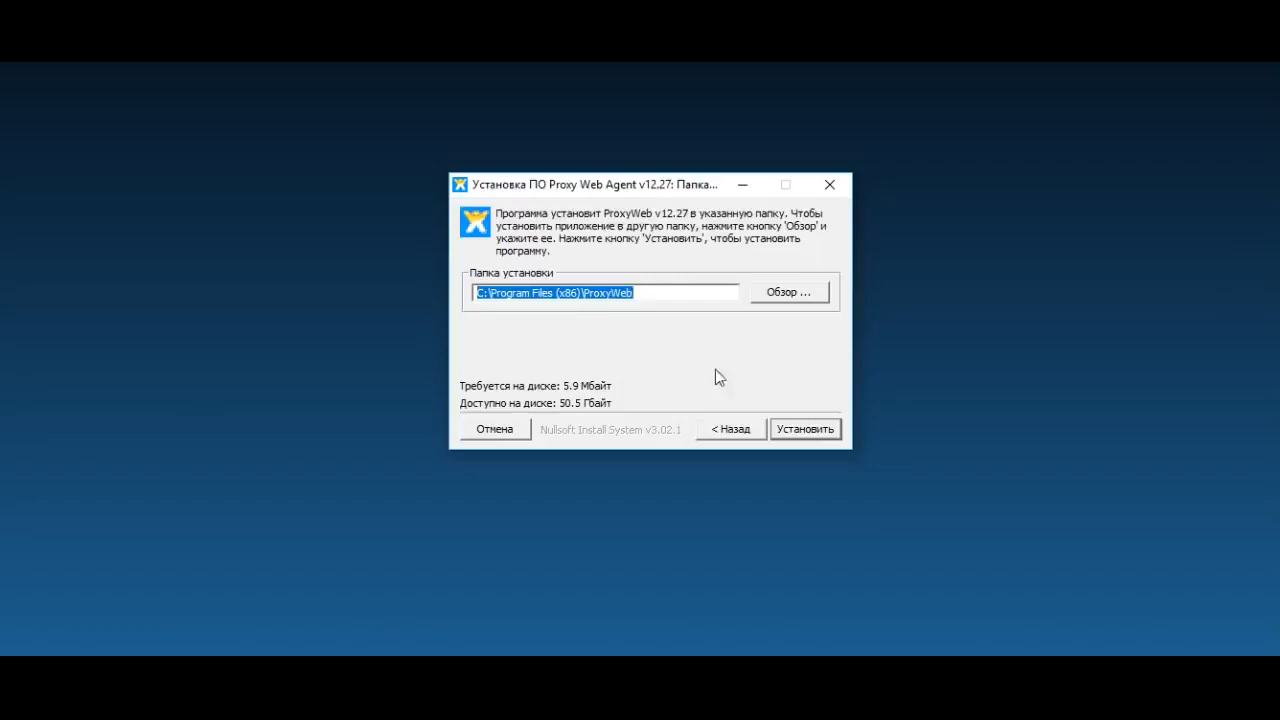 Установка ПО Proxy Web Agent v12.27: Папка...
Программа установит ProxyWeb v12.27 в указанную папку. Чтобы
установить приложение в другую папку, нажмите кнопку 'Обзор' и
укажите ее. Нажмите кнопку 'Установить', чтобы установить
программу.
Папка установки
C:\Program Files (x86)\ProxyWeb
Обзор ...
Требуется на диске: 5.9 Мбайт
Доступно на диске: 50.5 Гбайт
Отмена
Nullsoft Install System v3.02.1
< Назад
Установить